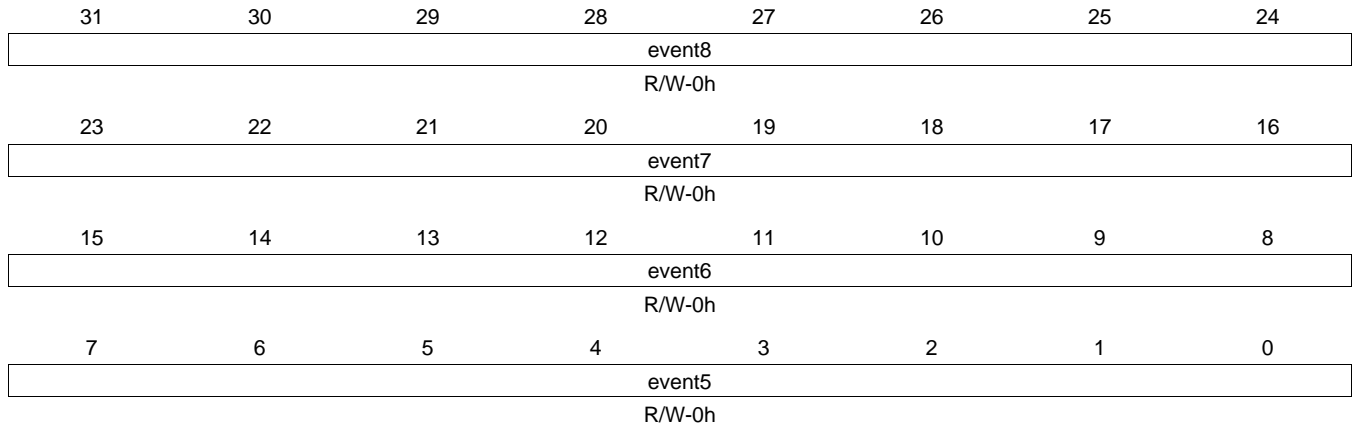 31 30 29 28 27 26 25 24
event8
R/W-0h
23 22 21 20 19 18 17 16
event7
R/W-0h
15 14 13 12 11 10 9 8
event6
R/W-0h
7 6 5 4 3 2 1 0
event5
R/W-0h